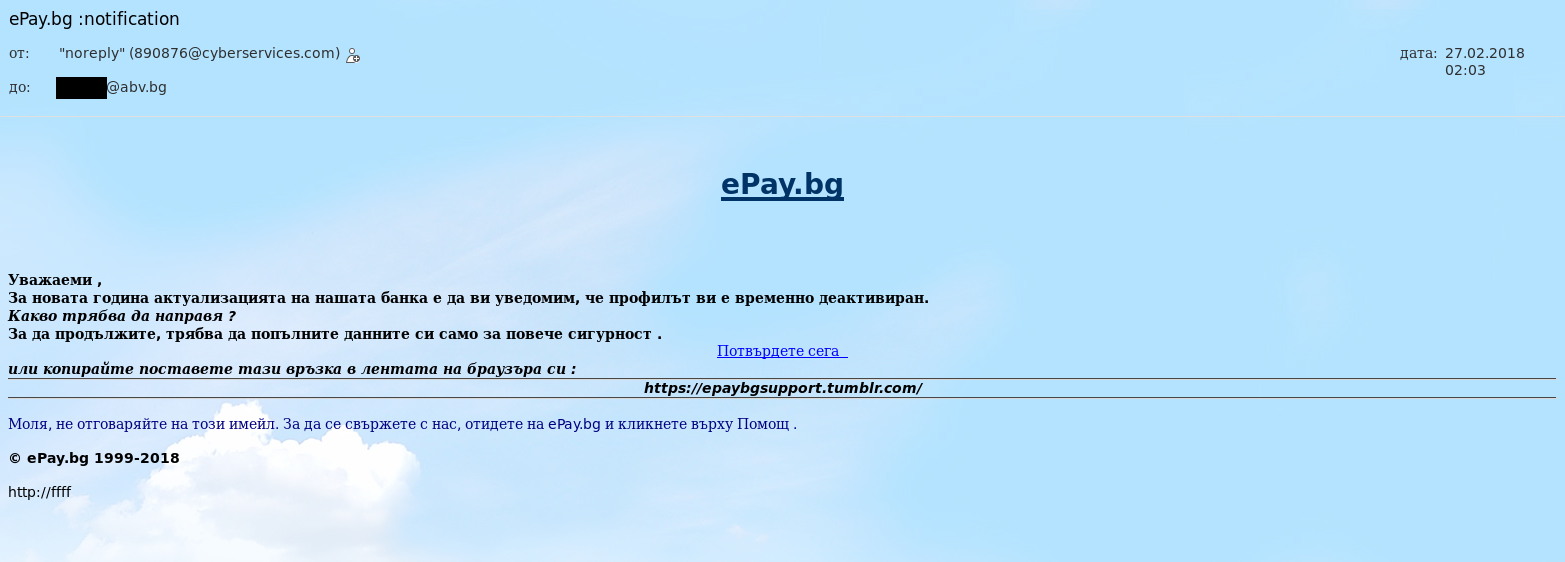 ePay.bg :notification
от: "noreply" (890876@cyberservices.com)
дата: 27.02.2018
02:03
до: @abv.bg
ePay.bg
Уважаеми ,
За новата година актуализацията на нашата банка е да ви уведомим, че профилът ви е временно деактивиран.
Какво трябва да направя ?
За да продължите, трябва да попълните данните си само за повече сигурност .
Потвърдете сега
или копирайте поставете тази връзка в лентата на браузъра си :
https://epaybgsupport.tumblr.com/
Моля, не отговаряйте на този имейл. За да се свържете с нас, отидете на ePay.bg и кликнете върху Помощ .
© ePay.bg 1999-2018
http://ffff